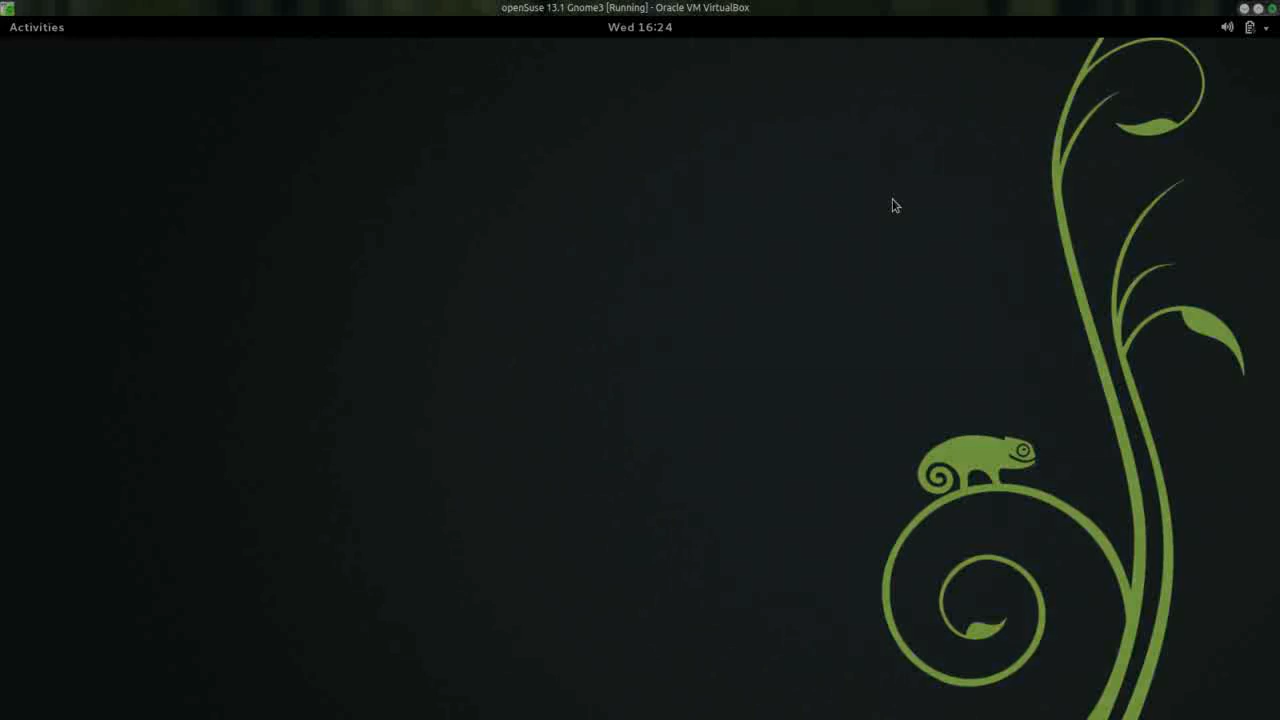 openSuse 13.1 Gnome3 [Running] - Oracle VM VirtualBox
Activities
Wed 16:24